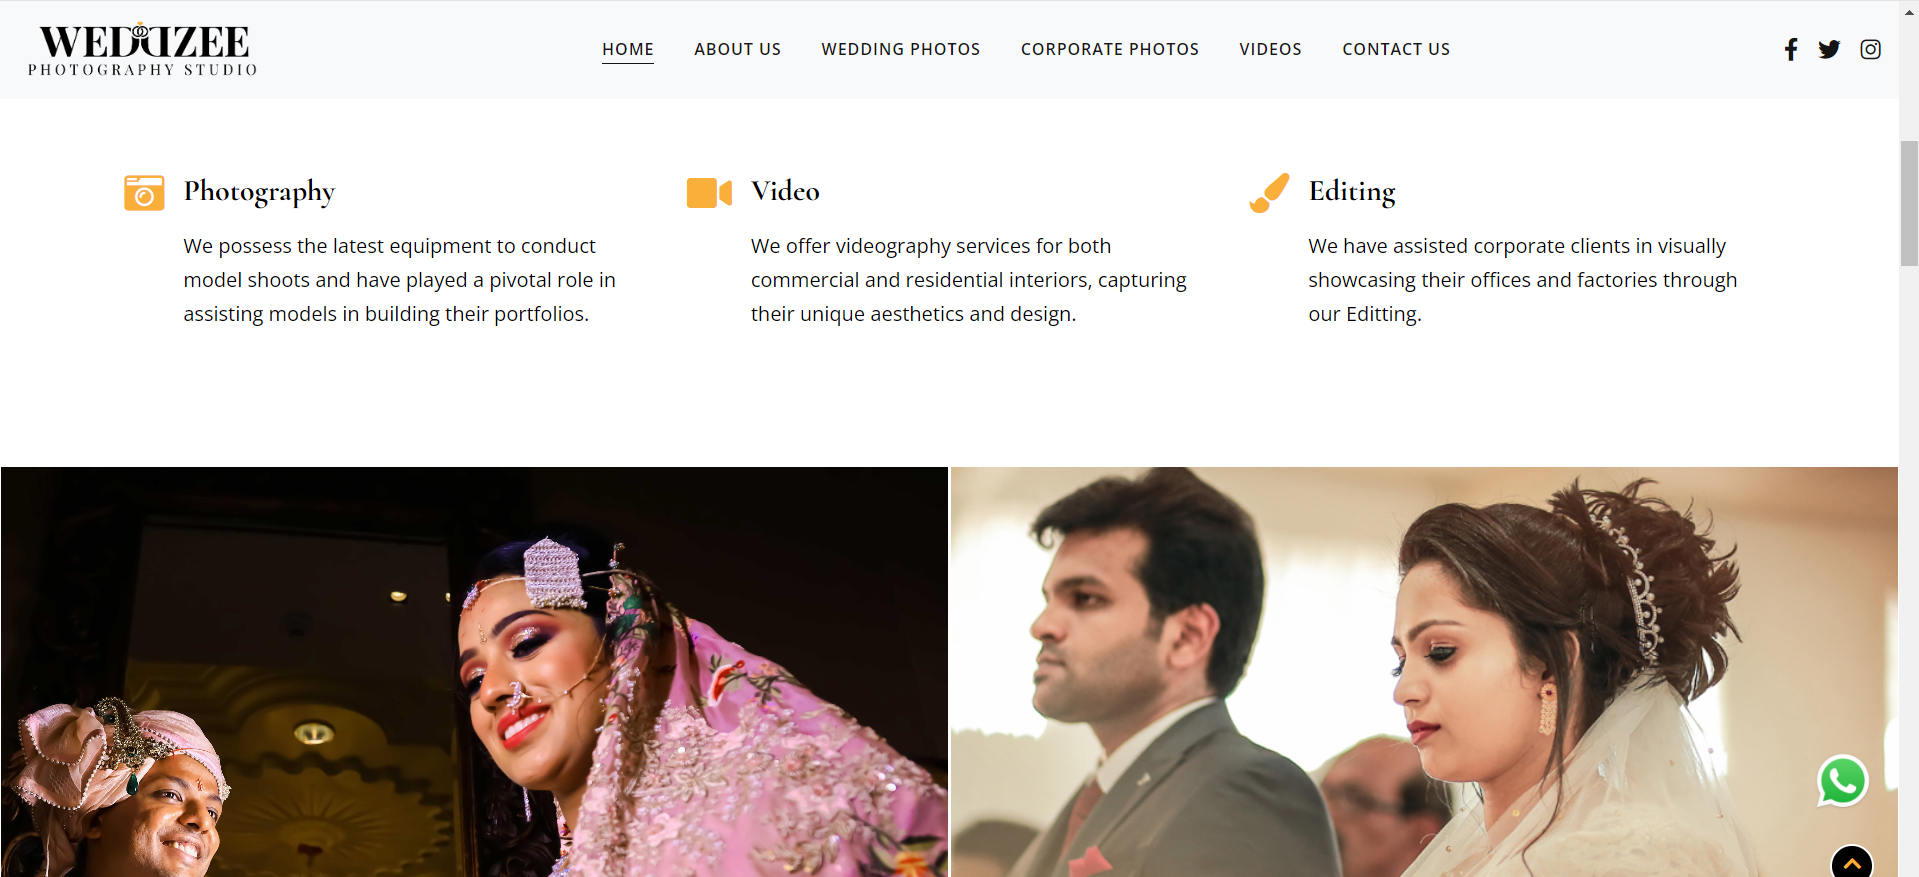 WEDDZEE
PHOTOGRAPHY STUDIO
HOME
ABOUT US
WEDDING PHOTOS
CORPORATE PHOTOS
VIDEOS
CONTACT US
Photography
We possess the latest equipment to conduct
model shoots and have played a pivotal role in
assisting models in building their portfolios.
Video
We offer videography services for both
commercial and residential interiors, capturing
their unique aesthetics and design.
Editing
We have assisted corporate clients in visually
showcasing their offices and factories through
our Editting.